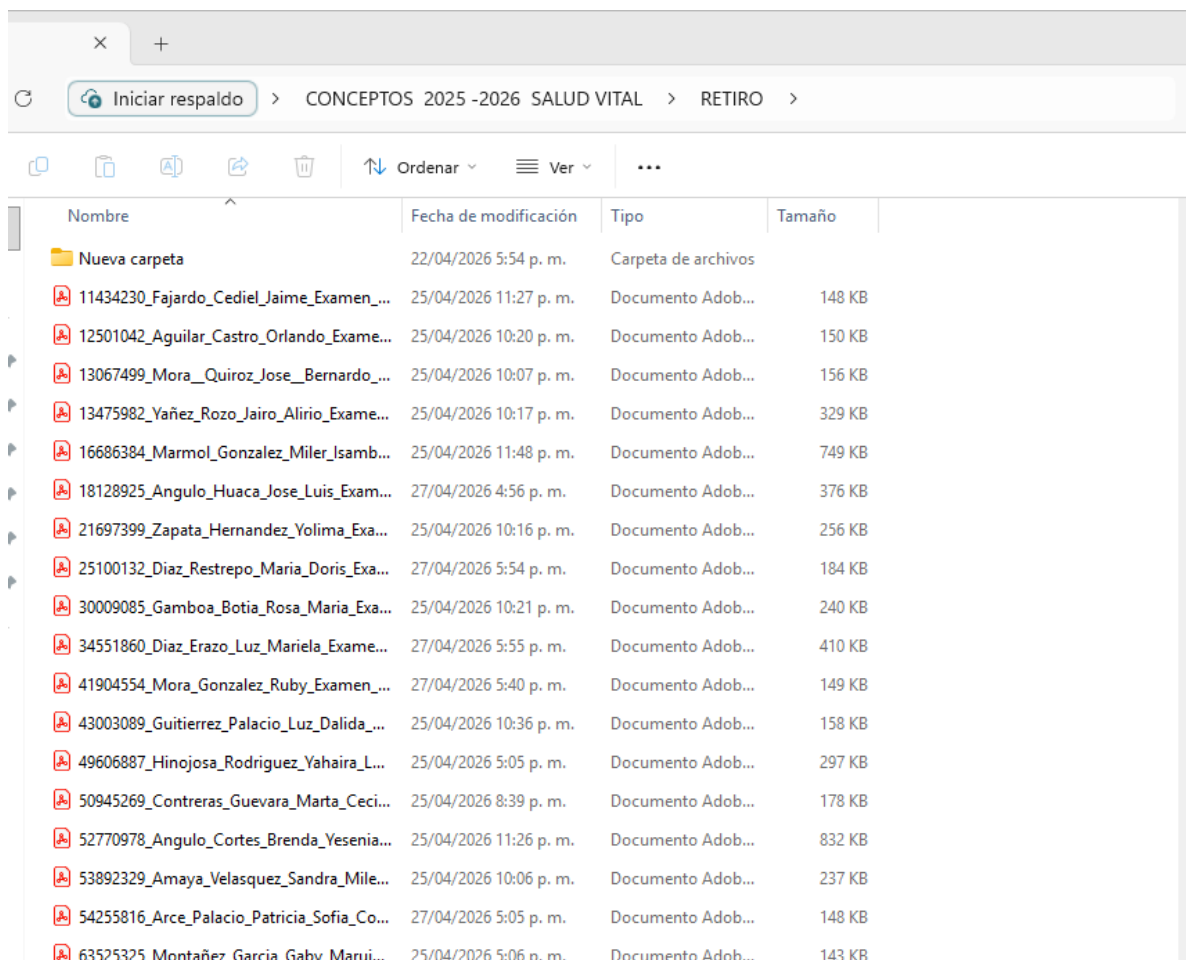 Iniciar respaldo > CONCEPTOS 2025 -2026 SALUD VITAL > RETIRO >
Ordenar Ver ...
Nombre Fecha de modificación Tipo Tamaño
Nueva carpeta 22/04/2026 5:54 p. m. Carpeta de archivos
11434230_Fajardo_Cediel_Jaime_Examen_... 25/04/2026 11:27 p. m. Documento Adob... 148 KB
12501042_Aguilar_Castro_Orlando_Exame... 25/04/2026 10:20 p. m. Documento Adob... 150 KB
13067499_Mora__Quiroz_Jose__Bernardo_... 25/04/2026 10:07 p. m. Documento Adob... 156 KB
13475982_Yañez_Rozo_Jairo_Alirio_Exame... 25/04/2026 10:17 p. m. Documento Adob... 329 KB
16686384_Marmol_Gonzalez_Miler_Isamb... 25/04/2026 11:48 p. m. Documento Adob... 749 KB
18128925_Angulo_Huaca_Jose_Luis_Exam... 27/04/2026 4:56 p. m. Documento Adob... 376 KB
21697399_Zapata_Hernandez_Yolima_Exa... 25/04/2026 10:16 p. m. Documento Adob... 256 KB
25100132_Diaz_Restrepo_Maria_Doris_Exa... 27/04/2026 5:54 p. m. Documento Adob... 184 KB
30009085_Gamboa_Botia_Rosa_Maria_Exa... 25/04/2026 10:21 p. m. Documento Adob... 240 KB
34551860_Diaz_Erazo_Luz_Mariela_Exame... 27/04/2026 5:55 p. m. Documento Adob... 410 KB
41904554_Mora_Gonzalez_Ruby_Examen_... 27/04/2026 5:40 p. m. Documento Adob... 149 KB
43003089_Guitierrez_Palacio_Luz_Dalida_... 25/04/2026 10:36 p. m. Documento Adob... 158 KB
49606887_Hinojosa_Rodriguez_Yahaira_L... 25/04/2026 5:05 p. m. Documento Adob... 297 KB
50945269_Contreras_Guevara_Marta_Ceci... 25/04/2026 8:39 p. m. Documento Adob... 178 KB
52770978_Angulo_Cortes_Brenda_Yesenia... 25/04/2026 11:26 p. m. Documento Adob... 832 KB
53892329_Amaya_Velasquez_Sandra_Mile... 25/04/2026 10:06 p. m. Documento Adob... 237 KB
54255816_Arce_Palacio_Patricia_Sofia_Co... 27/04/2026 5:05 p. m. Documento Adob... 148 KB
63525325_Montañez_Garcia_Gaby_Marui... 25/04/2026 5:06 p. m. Documento Adob... 143 KB